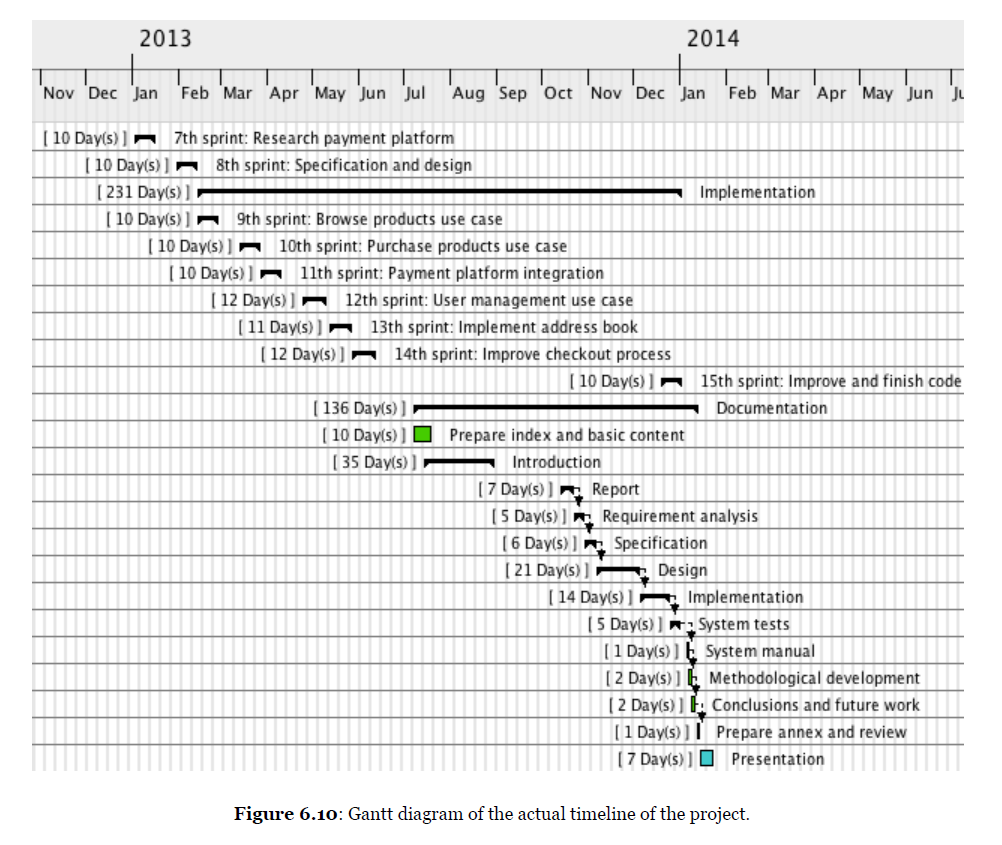 2013 2014
Nov Dec Jan Feb Mar Apr May Jun Jul Aug Sep Oct Nov Dec Jan Feb Mar Apr May Jun Ju
[ 10 Day(s) ] 7th sprint: Research payment platform
[ 10 Day(s) ] 8th sprint: Specification and design
[ 231 Day(s) ] Implementation
[ 10 Day(s) ] 9th sprint: Browse products use case
[ 10 Day(s) ] 10th sprint: Purchase products use case
[ 10 Day(s) ] 11th sprint: Payment platform integration
[ 12 Day(s) ] 12th sprint: User management use case
[ 11 Day(s) ] 13th sprint: Implement address book
[ 12 Day(s) ] 14th sprint: Improve checkout process
[ 10 Day(s) ] 15th sprint: Improve and finish code
[ 136 Day(s) ] Documentation
[ 10 Day(s) ] Prepare index and basic content
[ 35 Day(s) ] Introduction
[ 7 Day(s) ] Report
[ 5 Day(s) ] Requirement analysis
[ 6 Day(s) ] Specification
[ 21 Day(s) ] Design
[ 14 Day(s) ] Implementation
[ 5 Day(s) ] System tests
[ 1 Day(s) ] System manual
[ 2 Day(s) ] Methodological development
[ 2 Day(s) ] Conclusions and future work
[ 1 Day(s) ] Prepare annex and review
[ 7 Day(s) ] Presentation
Figure 6.10: Gantt diagram of the actual timeline of the project.